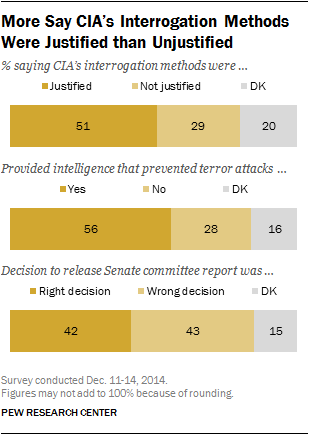 More Say CIA's Interrogation Methods
Were Justified than Unjustified
% saying CIA's interrogation methods were ...
Justified Not justified DK
51 29 20
Provided intelligence that prevented terror attacks ...
Yes No DK
56 28 16
Decision to release Senate committee report was ...
Right decision Wrong decision DK
42 43 15
Survey conducted Dec. 11-14, 2014.
Figures may not add to 100% because of rounding.
PEW RESEARCH CENTER